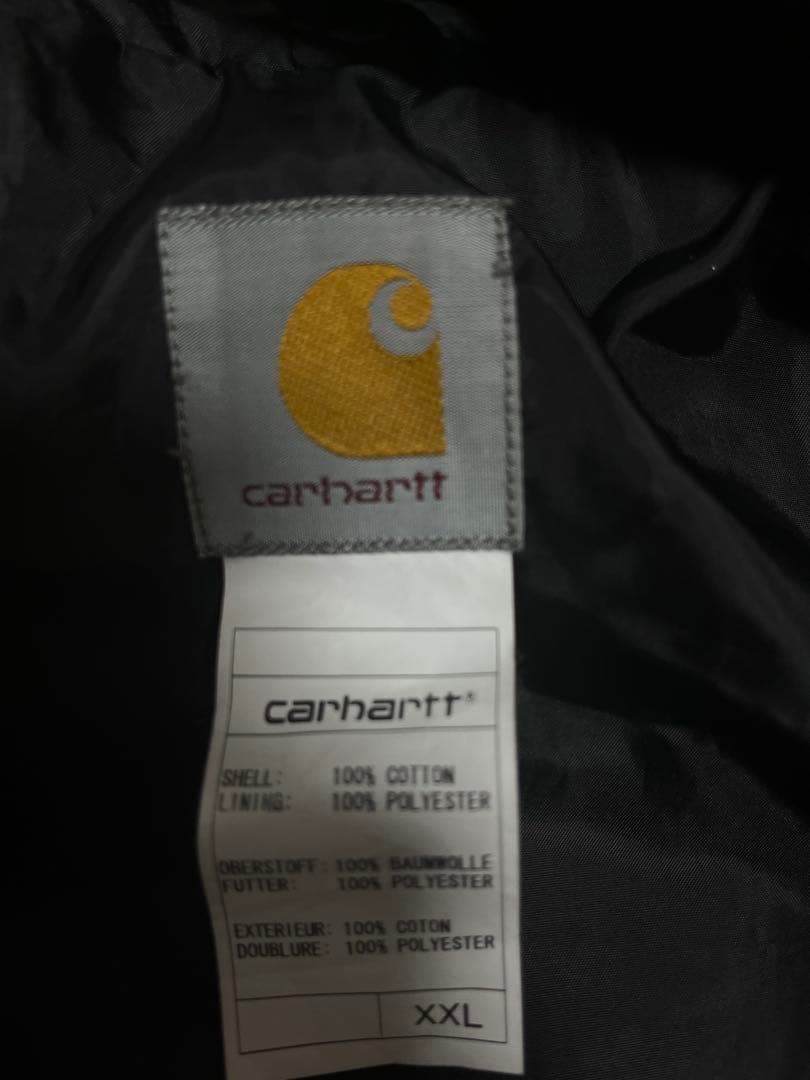 carhartt
carhartt®
SHELL: 100% COTTON
LINING: 100% POLYESTER
OBERSTOFF: 100% BAUMWOLLE
FUTTER: 100% POLYESTER
EXTERIEUR: 100% COTON
DOUBLURE: 100% POLYESTER
XXL